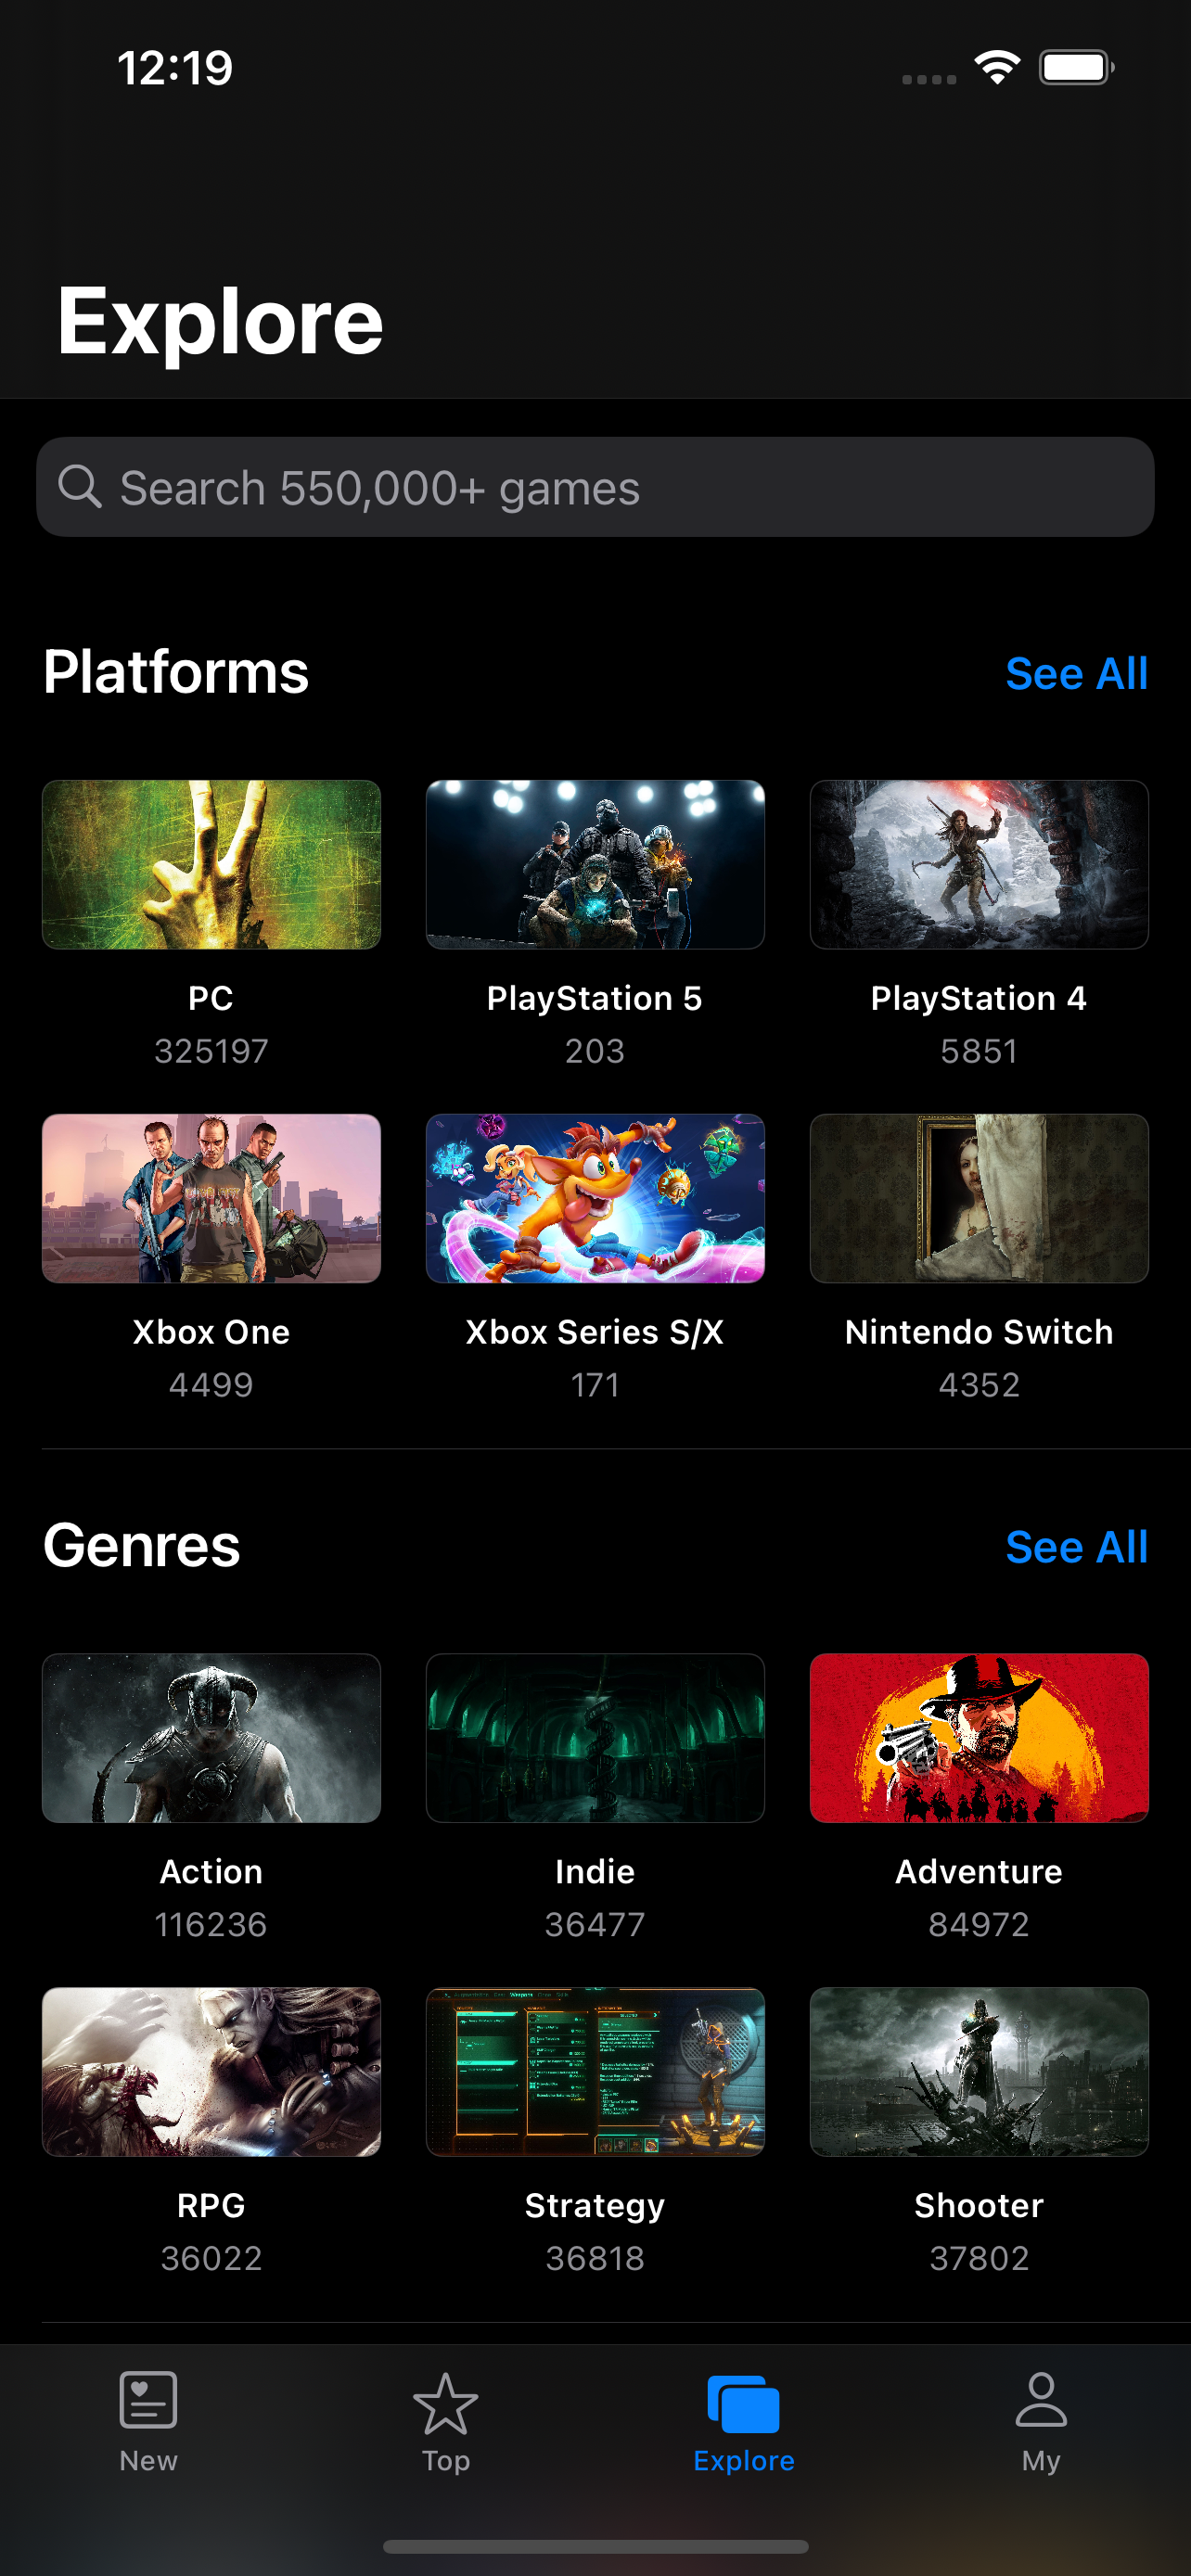 12:19
Explore
Search 550,000+ games
Platforms
See All
PC
PlayStation 5
PlayStation 4
325197
203
5851
Xbox One
Xbox Series S/X
Nintendo Switch
4499
171
4352
Genres
See All
Action
Indie
Adventure
116236
36477
84972
Weapons
RPG
Strategy
Shooter
36022
36818
37802
New
Top
Explore
My